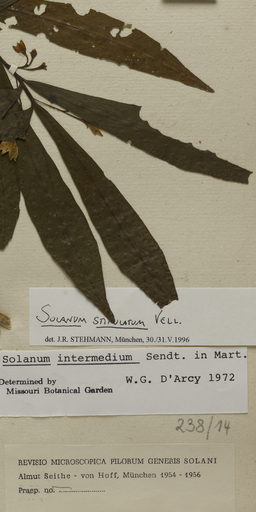 Solanum stipulatum Vell.
det. J.R. STEHMANN, München, 30./31.V.1996
Solanum intermedium Sendt. in Mart.
Determined by W.G. D'Arcy 1972
Missouri Botanical Garden
238/14
REVISIO MICROSCOPICA PILORUM GENERIS SOLANI
Almut Seithe - von Hoff, München 1954 - 1956
Praep. no.